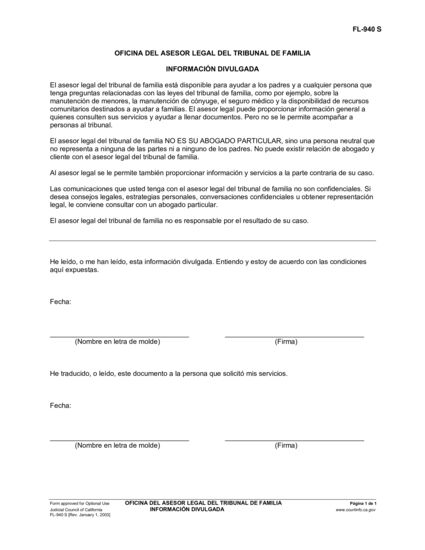 FL-940 S
OFICINA DEL ASESOR LEGAL DEL TRIBUNAL DE FAMILIA
INFORMACIÓN DIVULGADA
El asesor legal del tribunal de familia está disponible para ayudar a los padres y a cualquier persona que
tenga preguntas relacionadas con las leyes del tribunal de familia, como por ejemplo, sobre la
manutención de menores, la manutención de cónyuge, el seguro médico y la disponibilidad de recursos
comunitarios destinados a ayudar a familias. El asesor legal puede proporcionar información general a
quienes consulten sus servicios y ayudar a llenar documentos. Pero no se le permite acompañar a
personas al tribunal.
El asesor legal del tribunal de familia NO ES SU ABOGADO PARTICULAR, sino una persona neutral que
no representa a ninguna de las partes ni a ninguno de los padres. No puede existir relación de abogado y
cliente con el asesor legal del tribunal de familia.
Al asesor legal se le permite también proporcionar información y servicios a la parte contraria de su caso.
Las comunicaciones que usted tenga con el asesor legal del tribunal de familia no son confidenciales. Si
desea consejos legales, estrategias personales, conversaciones confidenciales u obtener representación
legal, le conviene consultar con un abogado particular.
El asesor legal del tribunal de familia no es responsable por el resultado de su caso.
He leído, o me han leído, esta información divulgada. Entiendo y estoy de acuerdo con las condiciones
aquí expuestas.
Fecha:
(Nombre en letra de molde) (Firma)
He traducido, o leído, este documento a la persona que solicitó mis servicios.
Fecha:
(Nombre en letra de molde) (Firma)
Form approved for Optional Use OFICINA DEL ASESOR LEGAL DEL TRIBUNAL DE FAMILIA Página 1 de 1
Judicial Council of California INFORMACIÓN DIVULGADA www.courtinfo.ca.gov
FL-940 S [Rev. January 1, 2003]